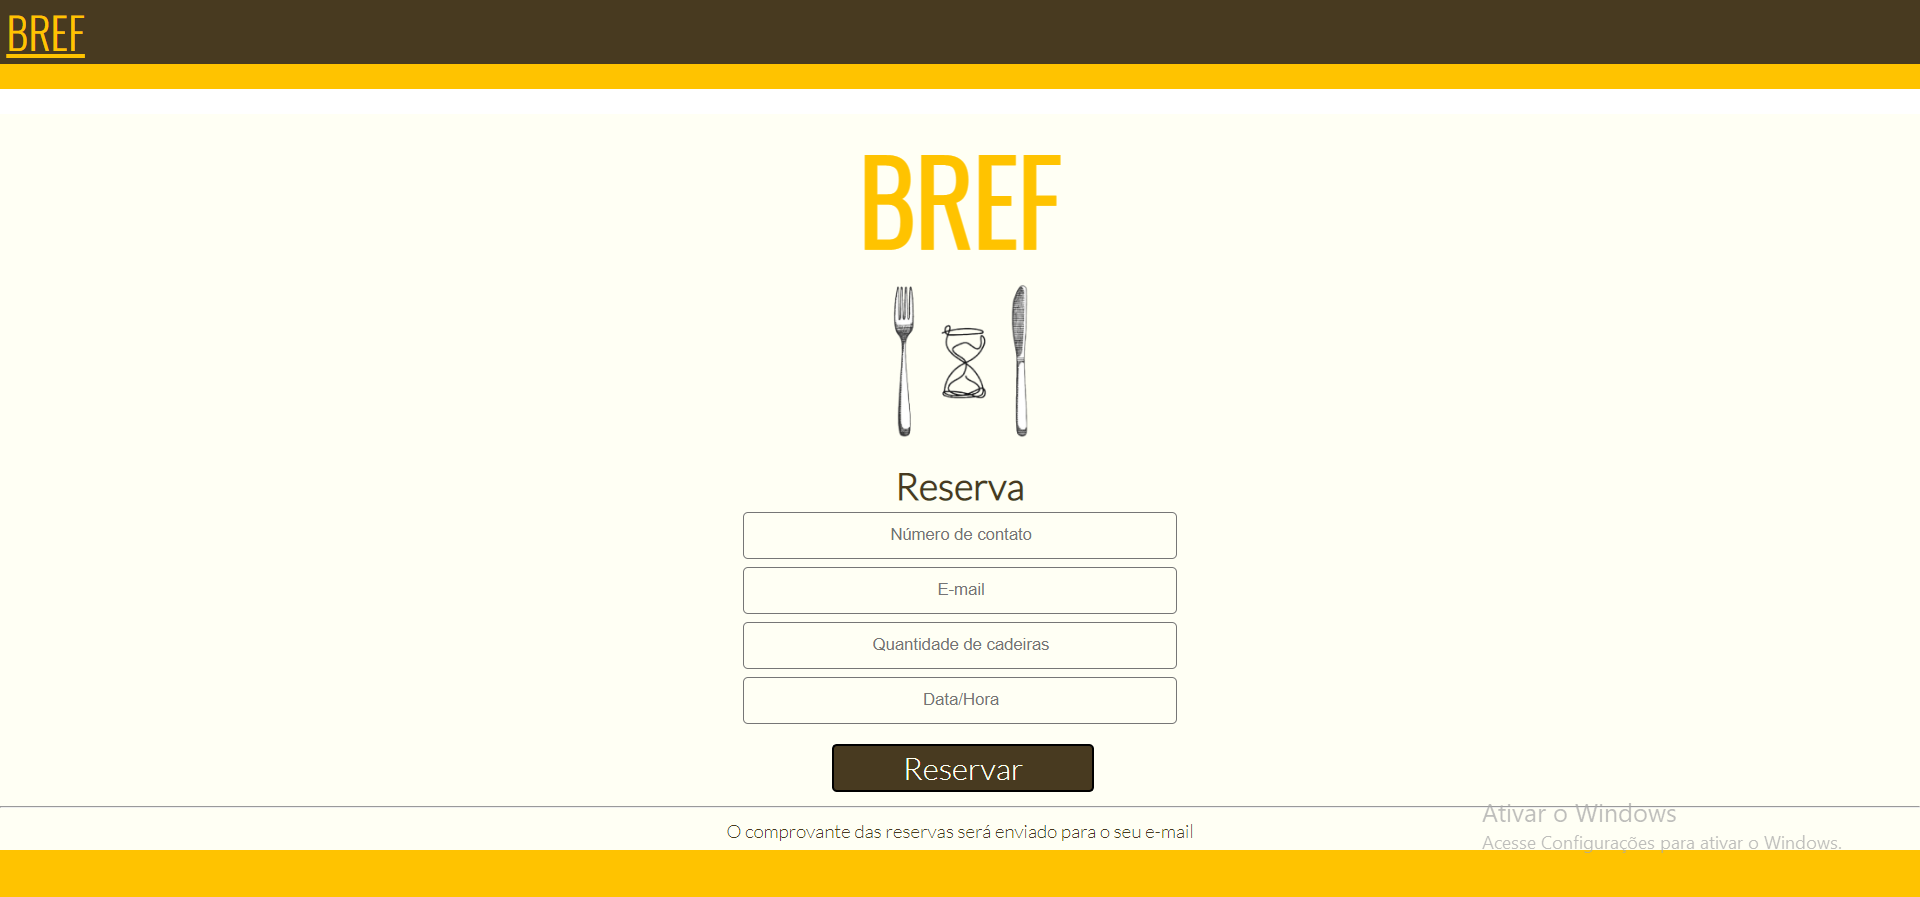 BREF
BREF
Reserva
Número de contato
E-mail
Quantidade de cadeiras
Data/Hora
Reservar
O comprovante das reservas será enviado para o seu e-mail
Ativar o Windows
Acesse Configurações para ativar o Windows.